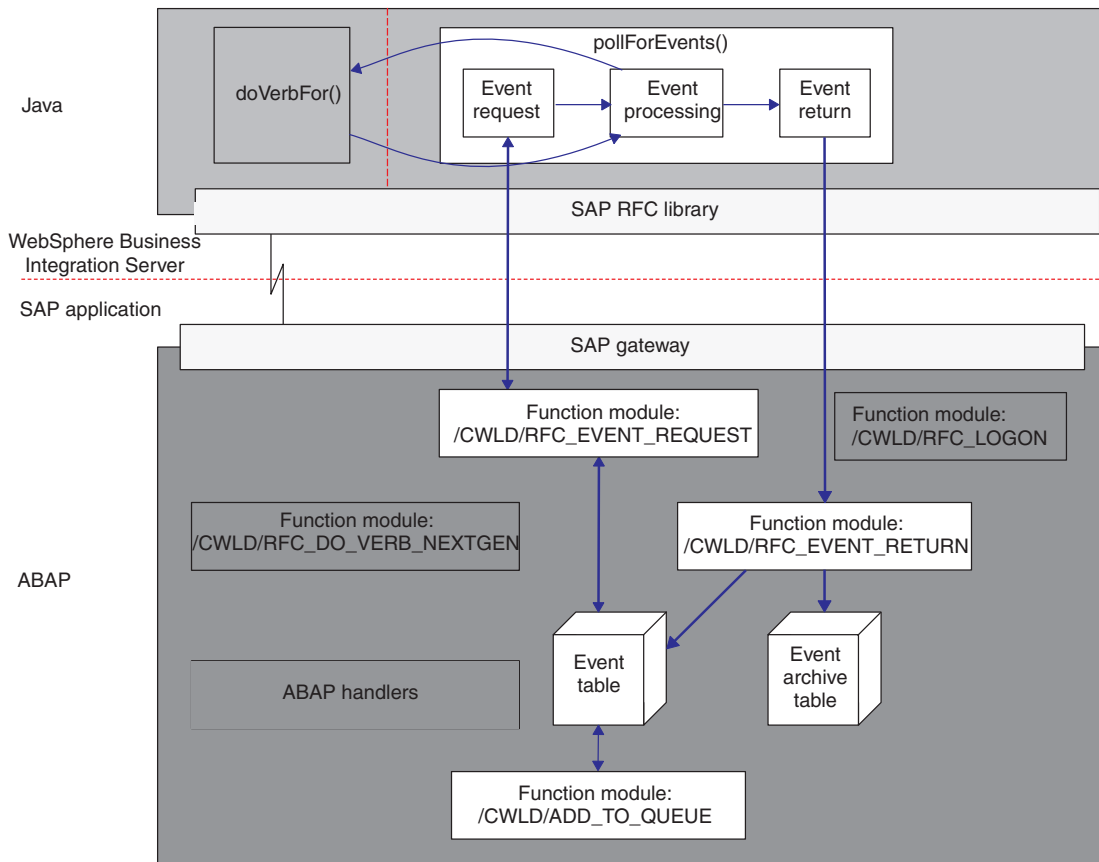 pollForEvents()
Java
doVerbFor()
Event
request
Event
processing
Event
return
SAP RFC library
WebSphere Business
Integration Server
SAP application
SAP gateway
Function module:
/CWLD/RFC_EVENT_REQUEST
Function module:
/CWLD/RFC_LOGON
Function module:
/CWLD/RFC_DO_VERB_NEXTGEN
Function module:
/CWLD/RFC_EVENT_RETURN
ABAP
ABAP handlers
Event
table
Event
archive
table
Function module:
/CWLD/ADD_TO_QUEUE